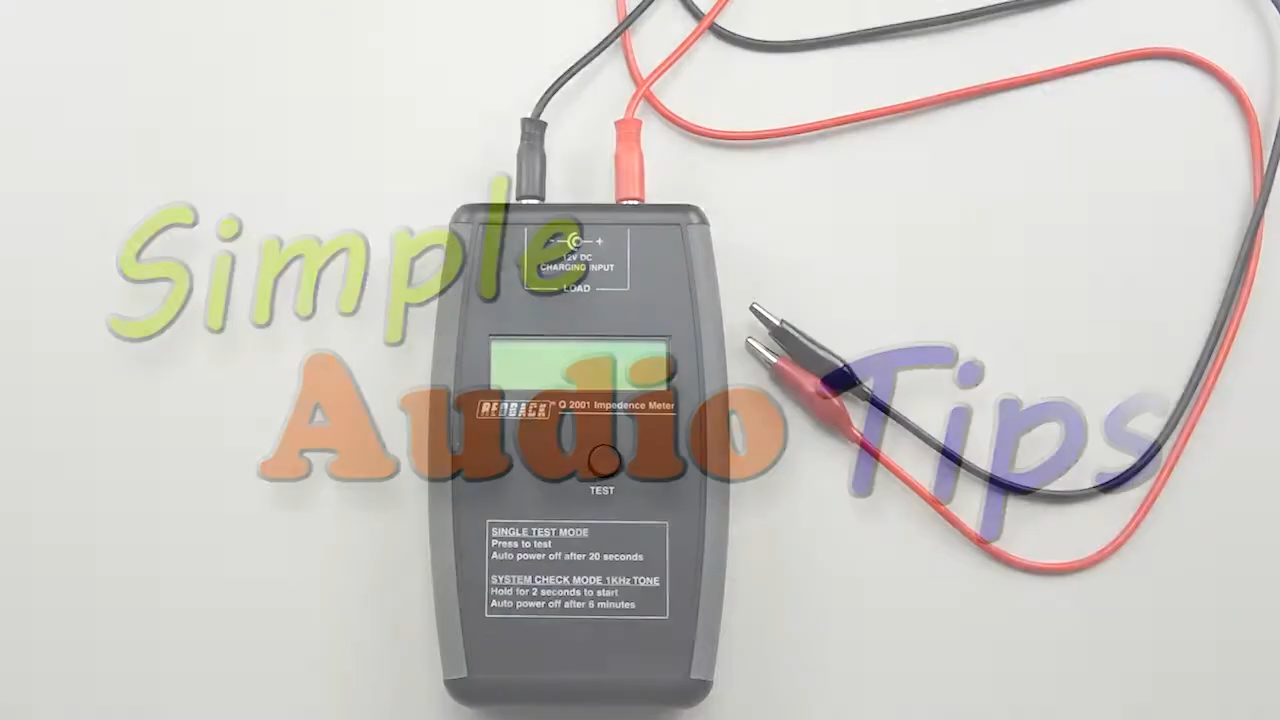 Simple
Audio
Tips
- +
12V DC
CHARGING INPUT
LOAD
REDBACK® Q 2001 Impedence Meter
TEST
SINGLE TEST MODE
Press to test
Auto power off after 20 seconds
SYSTEM CHECK MODE 1KHz TONE
Hold for 2 seconds to start
Auto power off after 6 minutes